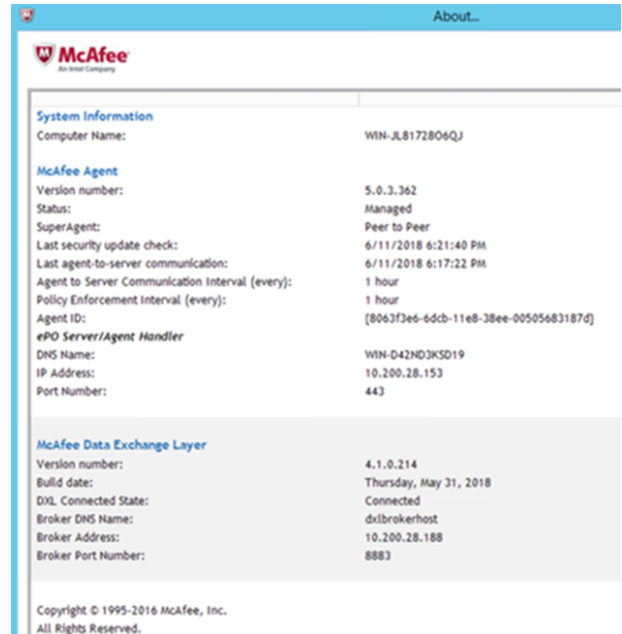 About...
McAfee
An Intel Company
System Information
Computer Name: WIN-JL81728O6QJ
McAfee Agent
Version number: 5.0.3.362
Status: Managed
SuperAgent: Peer to Peer
Last security update check: 6/11/2018 6:21:40 PM
Last agent-to-server communication: 6/11/2018 6:17:22 PM
Agent to Server Communication Interval (every): 1 hour
Policy Enforcement Interval (every): 1 hour
Agent ID: {8063f3e6-6dcb-11e8-38ee-00505683187d}
ePO Server/Agent Handler
DNS Name: WIN-D42ND3KSD19
IP Address: 10.200.28.153
Port Number: 443
McAfee Data Exchange Layer
Version number: 4.1.0.214
Build date: Thursday, May 31, 2018
DXL Connected State: Connected
Broker DNS Name: dxlbrokerhost
Broker Address: 10.200.28.188
Broker Port Number: 8883
Copyright © 1995-2016 McAfee, Inc.
All Rights Reserved.